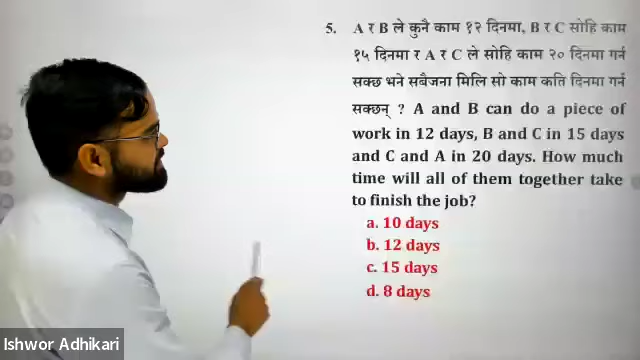 5. A र B ले कुनै काम १२ दिनमा, B र C सोहि काम
१५ दिनमा र A र C ले सोहि काम २० दिनमा गर्न
सक्छ भने सबैजना मिलि सो काम कति दिनमा गर्न
सक्छन् ? A and B can do a piece of
work in 12 days, B and C in 15 days
and C and A in 20 days. How much
time will all of them together take
to finish the job?
a. 10 days
b. 12 days
c. 15 days
d. 8 days
Ishwor Adhikari